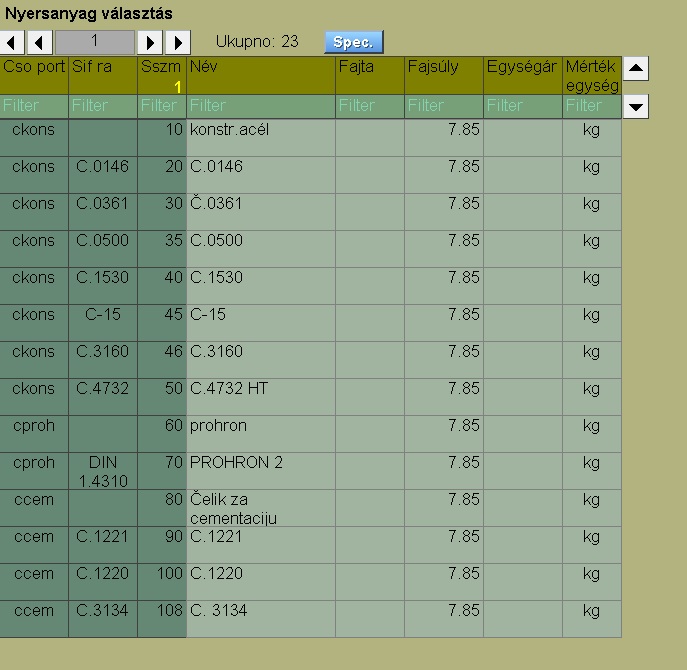 Nyersanyag választás
1 Ukupno: 23 Spec.
Cso port Sif ra Sszm Név Fajta Fajsúly Egységár Mérték
1 egység
Filter Filter Filter Filter Filter Filter Filter Filter
ckons 10 konstr.acél 7.85 kg
ckons C.0146 20 C.0146 7.85 kg
ckons C.0361 30 Č.0361 7.85 kg
ckons C.0500 35 C.0500 7.85 kg
ckons C.1530 40 C.1530 7.85 kg
ckons C-15 45 C-15 7.85 kg
ckons C.3160 46 C.3160 7.85 kg
ckons C.4732 50 C.4732 HT 7.85 kg
cproh 60 prohron 7.85 kg
cproh DIN 70 PROHRON 2 7.85 kg
1.4310
ccem 80 Čelik za 7.85 kg
cementaciju
ccem C.1221 90 C.1221 7.85 kg
ccem C.1220 100 C.1220 7.85 kg
ccem C.3134 108 C. 3134 7.85 kg